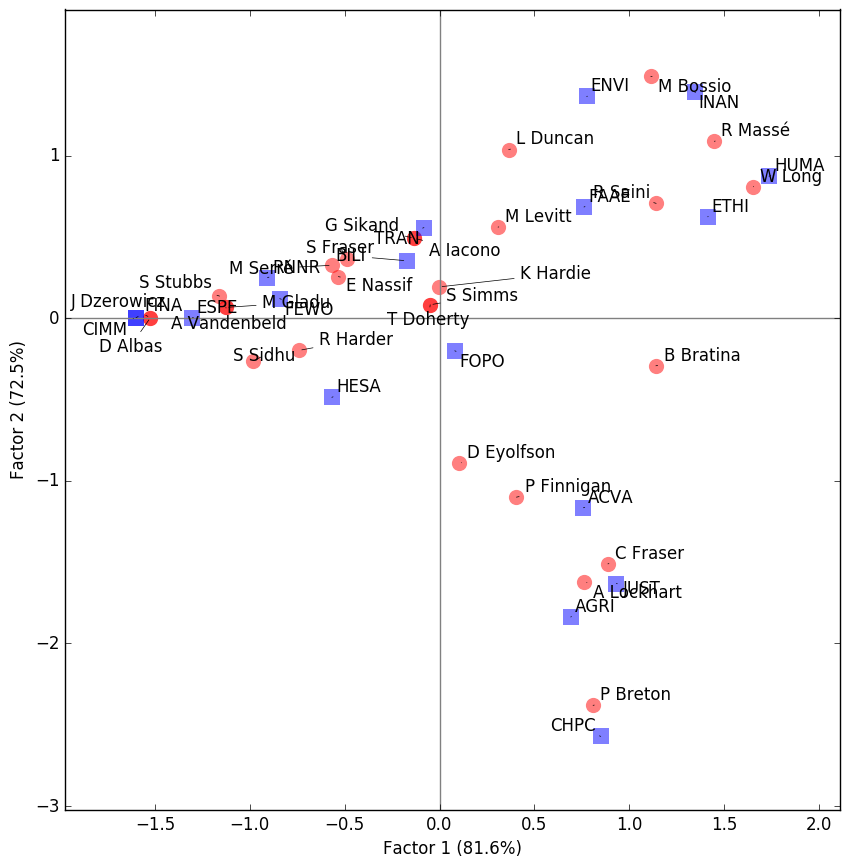 ENVI
M Bossio
INAN
1
L Duncan
R Massé
HUMA
W Long
R Saini
FAAE
ETHI
G Sikand
M Levitt
TRAN
A Iacono
S Fraser
BILI
M Serré
RNNR
K Hardie
S Stubbs
E Nassif
S Simms
J Dzerowicz
FINA
ESPE
M Gladu
FEWO
0
CIMM
A Vandenbeld
T Doherty
D Albas
R Harder
S Sidhu
B Bratina
FOPO
HESA
D Eyolfson
−1
P Finnigan
ACVA
C Fraser
JUST
A Lockhart
AGRI
−2
P Breton
CHPC
−3
−1.5 −1.0 −0.5 0.0 0.5 1.0 1.5 2.0
Factor 1 (81.6%)
Factor 2 (72.5%)